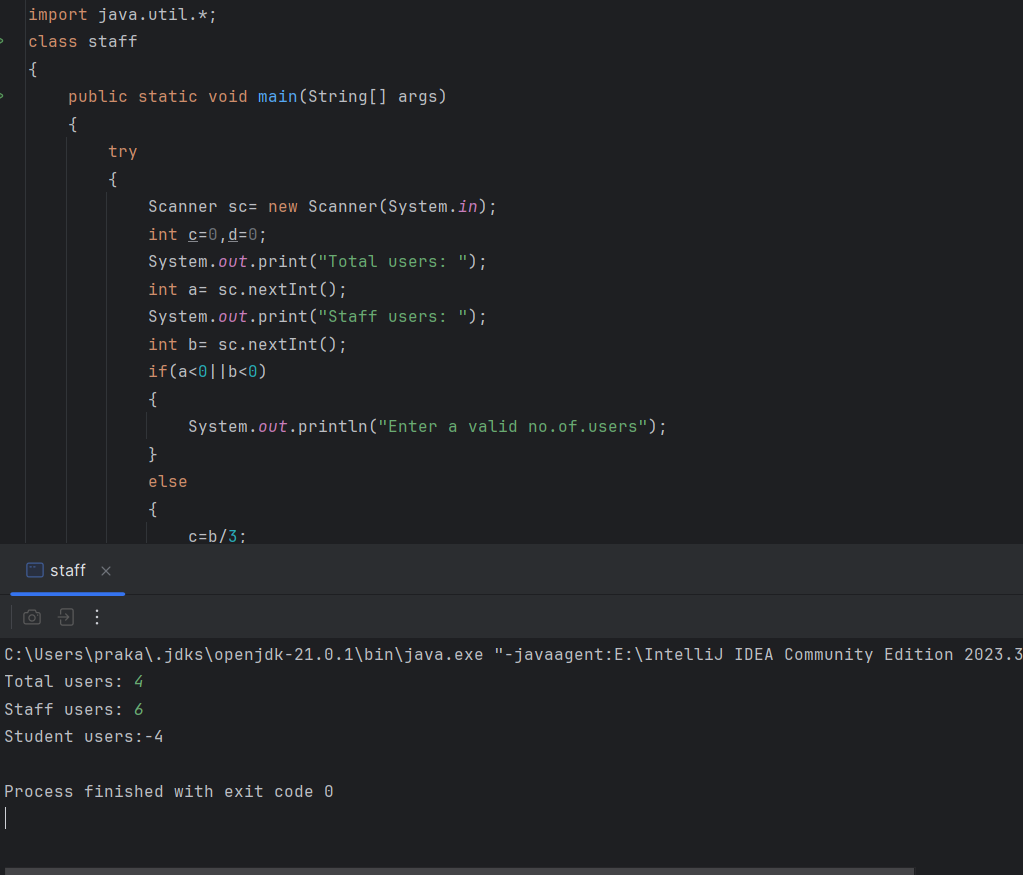 import java.util.*;
class staff
{
    public static void main(String[] args)
    {
        try
        {
            Scanner sc= new Scanner(System.in);
            int c=0,d=0;
            System.out.print("Total users: ");
            int a= sc.nextInt();
            System.out.print("Staff users: ");
            int b= sc.nextInt();
            if(a<0||b<0)
            {
                System.out.println("Enter a valid no.of.users");
            }
            else
            {
                c=b/3;
staff
C:\Users\praka\.jdks\openjdk-21.0.1\bin\java.exe "-javaagent:E:\IntelliJ IDEA Community Edition 2023.3
Total users: 4
Staff users: 6
Student users:-4
Process finished with exit code 0